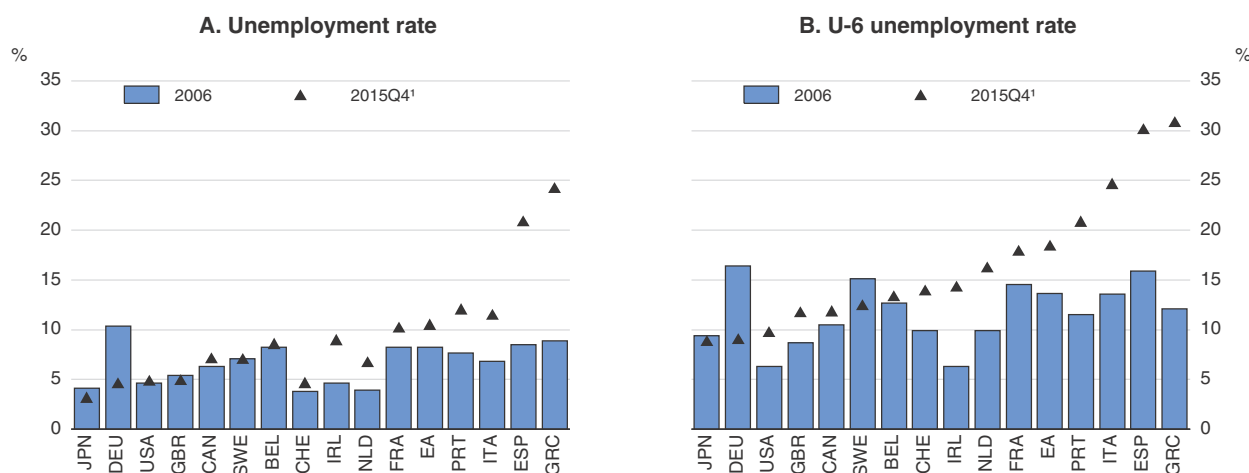 A. Unemployment rate
B. U-6 unemployment rate
%
%
35
35
30
30
25
25
20
20
15
15
10
10
5
5
0
0
2006
2015Q4¹
2006
2015Q4¹
JPN
DEU
USA
GBR
CAN
SWE
BEL
CHE
IRL
NLD
FRA
EA
PRT
ITA
ESP
GRC
JPN
DEU
USA
GBR
CAN
SWE
BEL
CHE
IRL
NLD
FRA
EA
PRT
ITA
ESP
GRC